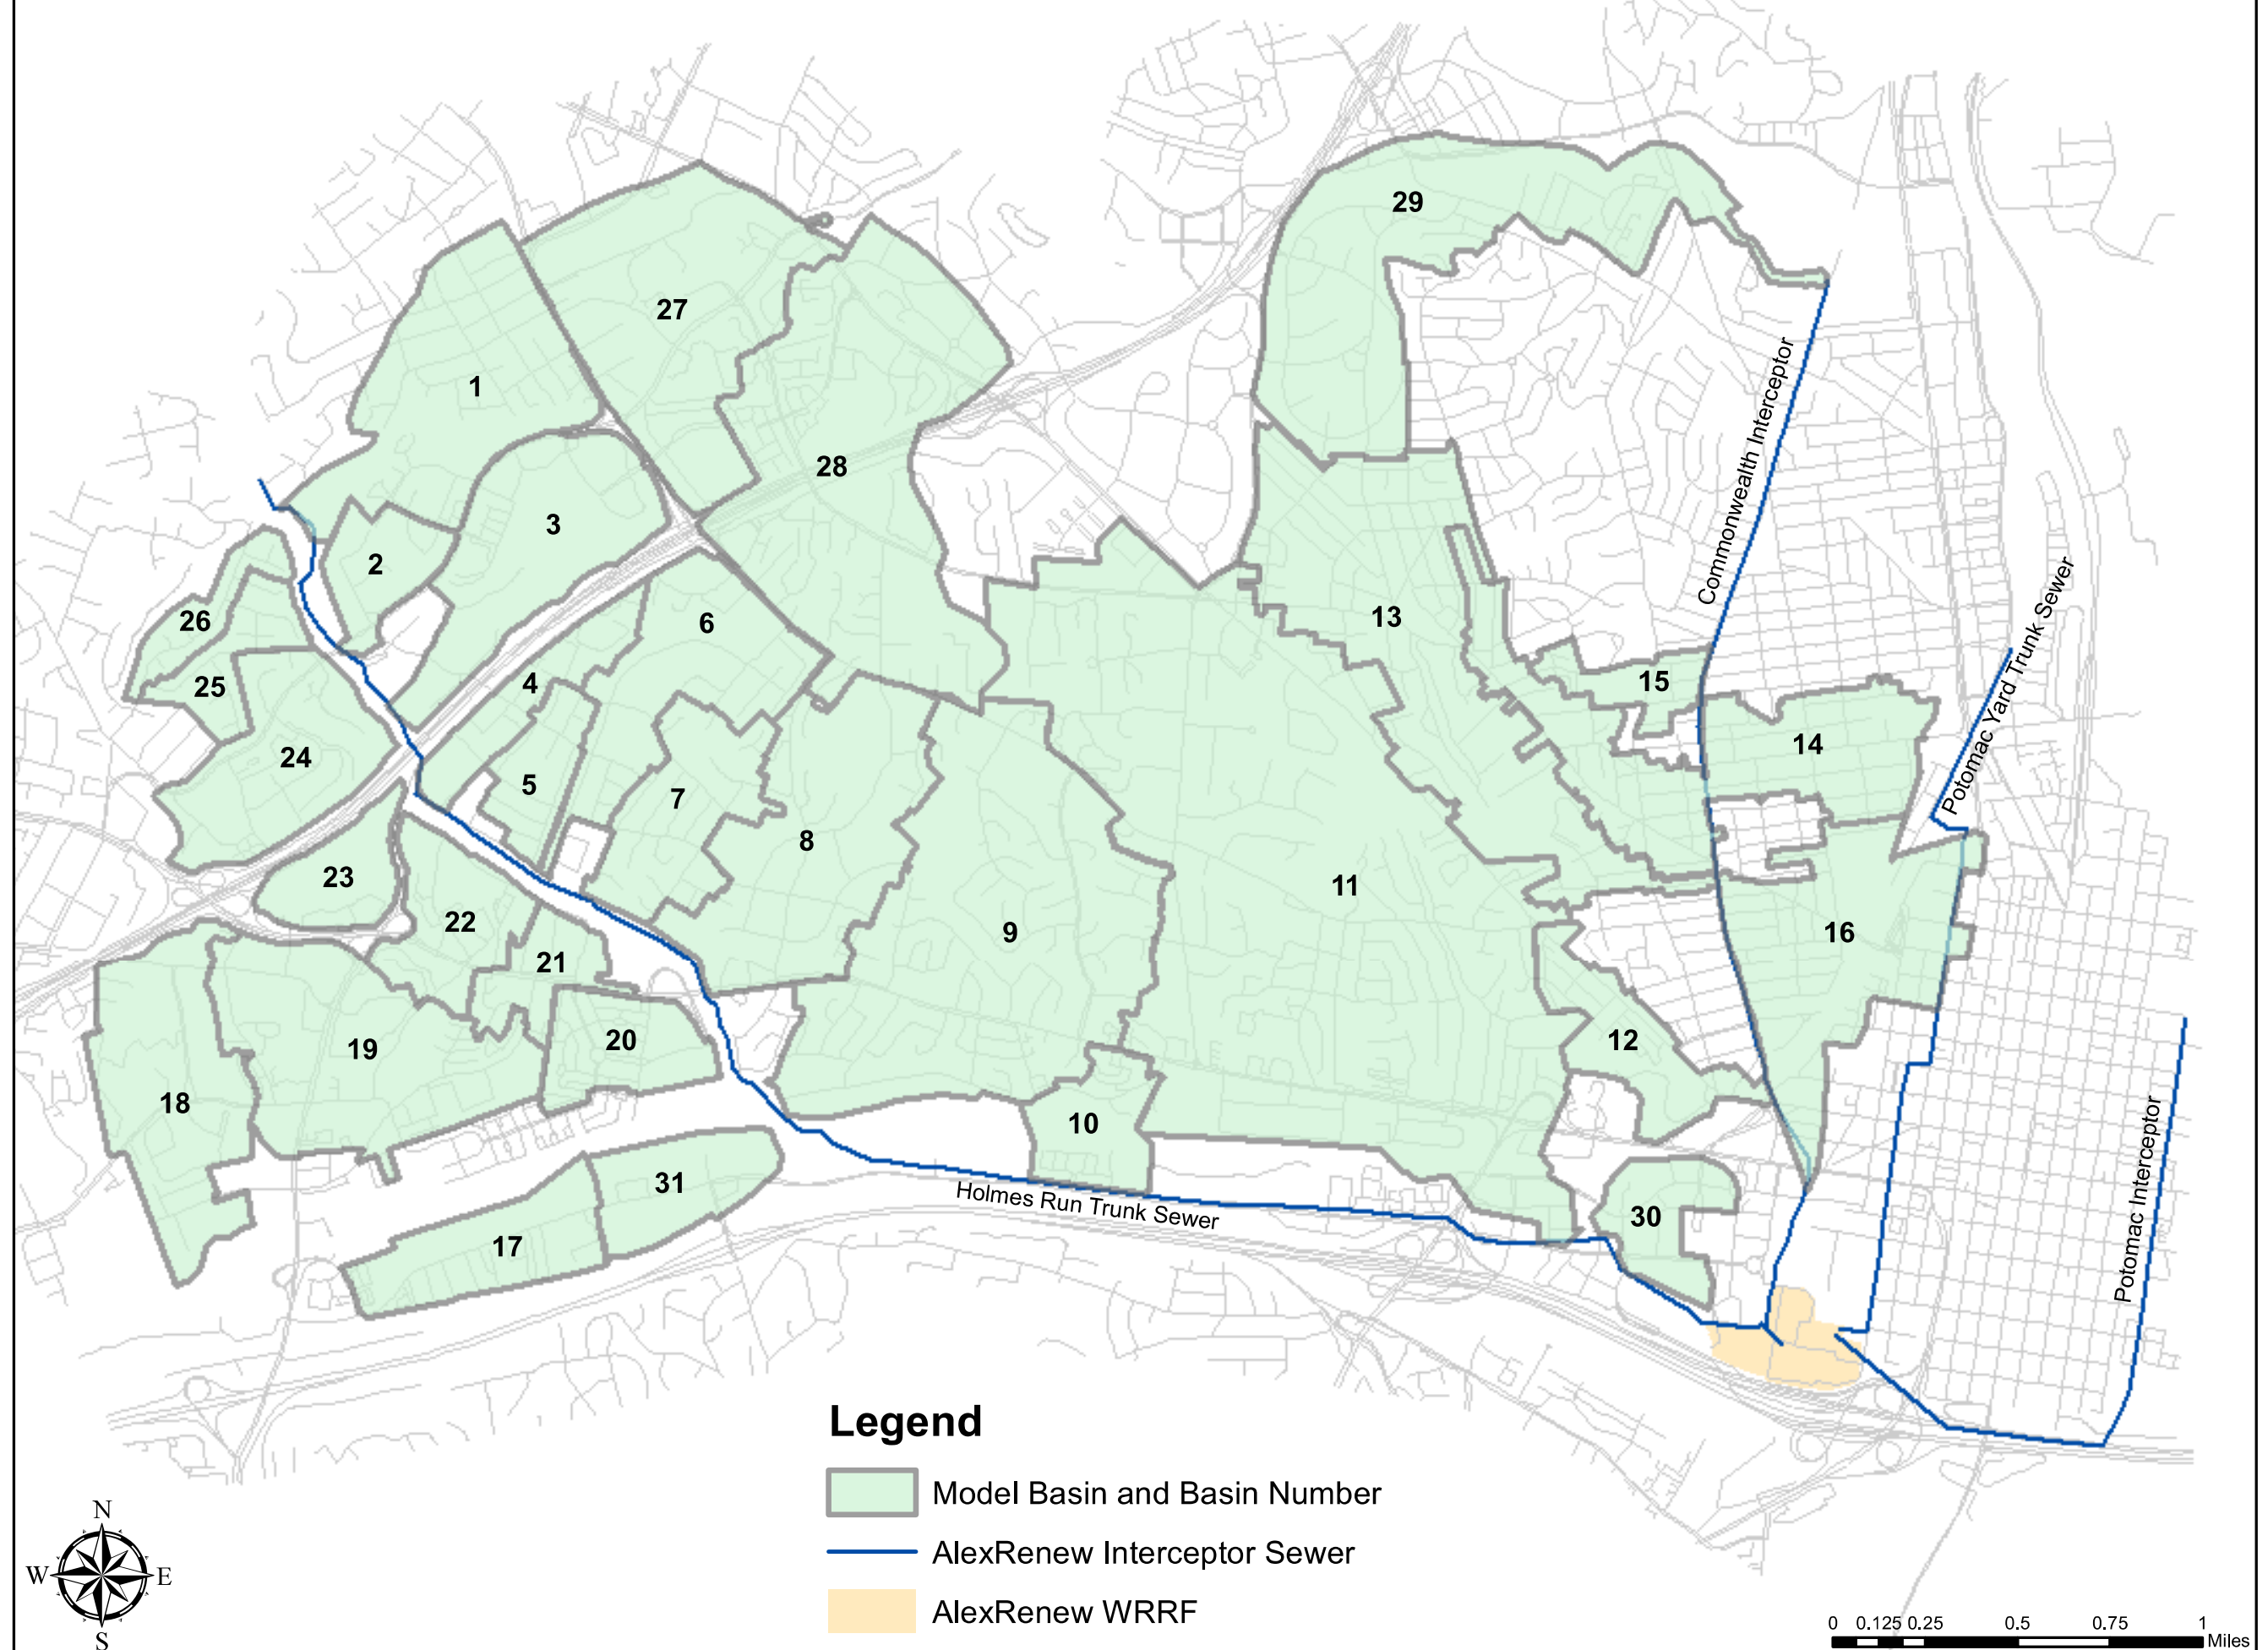 29
27
1
28
3
2
26
6
13
4
25
15
24
5
7
14
8
23
11
22
9
16
21
12
20
19
18
10
31
30
17
Commonwealth Interceptor
Potomac Yard Trunk Sewer
Holmes Run Trunk Sewer
Potomac Interceptor
Legend
Model Basin and Basin Number
AlexRenew Interceptor Sewer
AlexRenew WRRF
N
W E
S
0 0.125 0.25 0.5 0.75 1
Miles